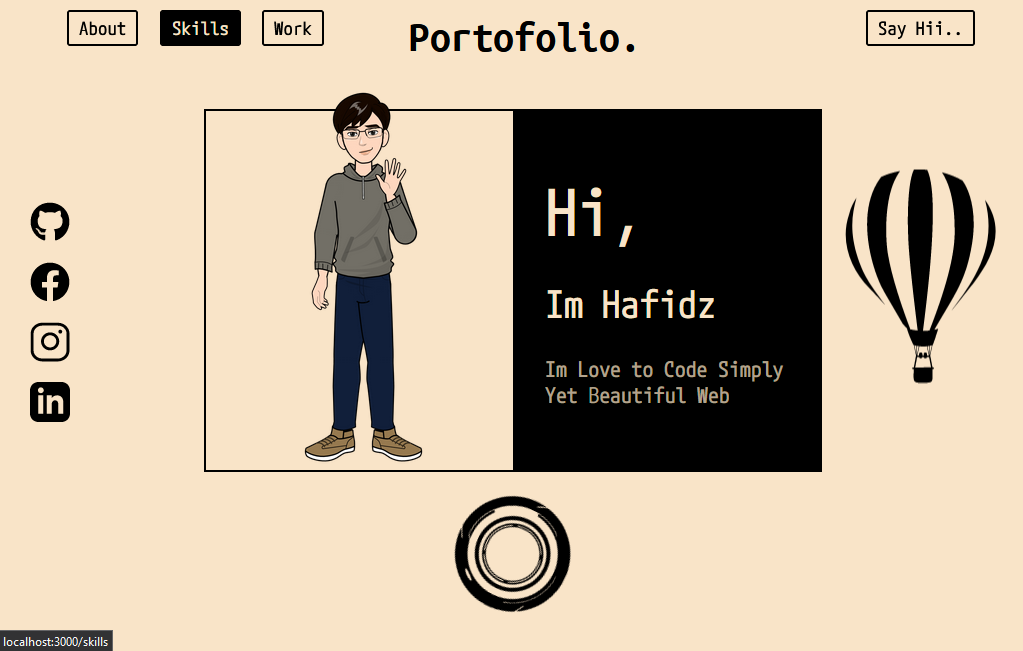 About
Skills
Work
Portofolio.
Say Hii..
Hi,
Im Hafidz
Im Love to Code Simply
Yet Beautiful Web
in
localhost:3000/skills